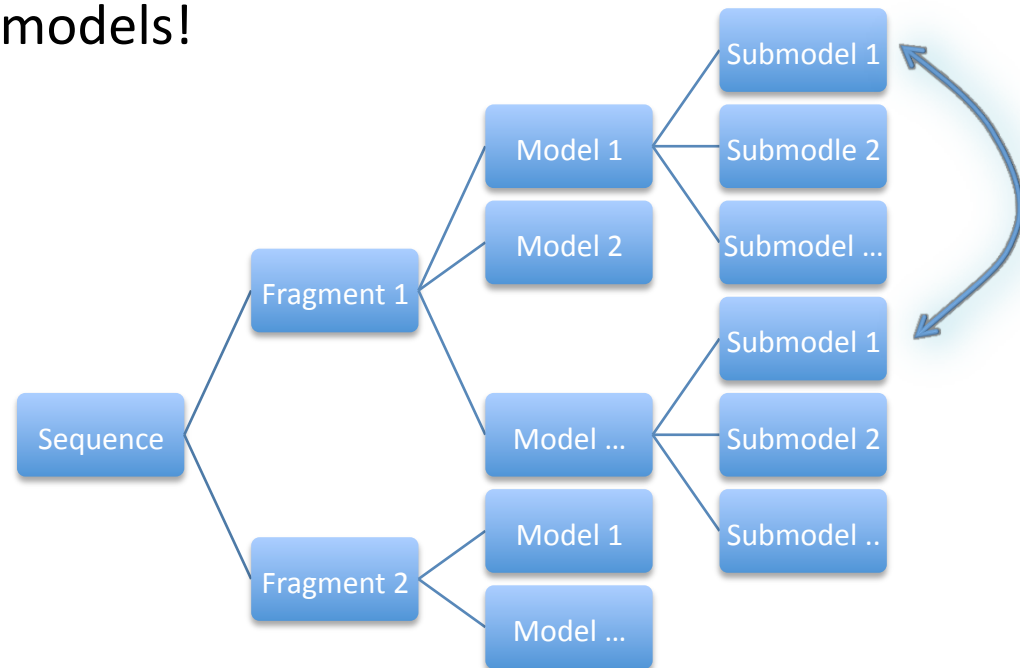 models!
Submodel 1
Model 1
Submodle 2
Model 2
Submodel ...
Fragment 1
Submodel 1
Sequence
Model ...
Submodel 2
Model 1
Submodel ..
Fragment 2
Model ...